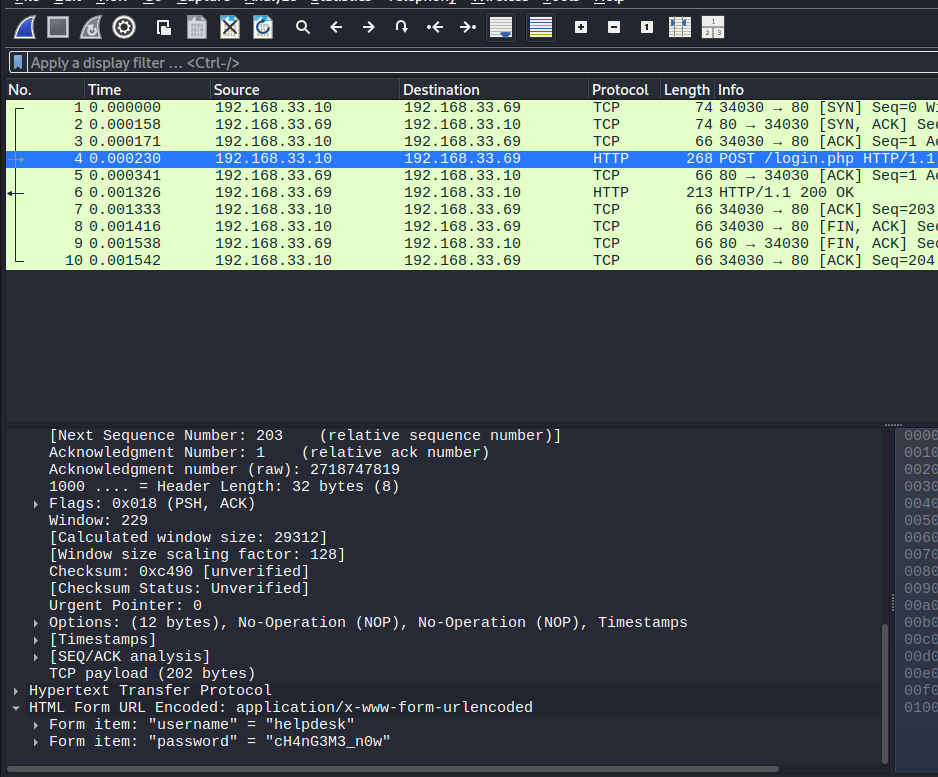 Apply a display filter ... <Ctrl-/>
No. Time Source Destination Protocol Length Info
1 0.000000 192.168.33.10 192.168.33.69 TCP 74 34030 → 80 [SYN] Seq=0
2 0.000158 192.168.33.69 192.168.33.10 TCP 74 80 → 34030 [SYN, ACK]
3 0.000171 192.168.33.10 192.168.33.69 TCP 66 34030 → 80 [ACK] Seq=1
4 0.000230 192.168.33.10 192.168.33.69 HTTP 268 POST /login.php HTTP/1.1
5 0.000341 192.168.33.69 192.168.33.10 TCP 66 80 → 34030 [ACK] Seq=1
6 0.001326 192.168.33.69 192.168.33.10 HTTP 213 HTTP/1.1 200 OK
7 0.001333 192.168.33.10 192.168.33.69 TCP 66 34030 → 80 [ACK] Seq=203
8 0.001416 192.168.33.10 192.168.33.69 TCP 66 34030 → 80 [FIN, ACK]
9 0.001538 192.168.33.69 192.168.33.10 TCP 66 80 → 34030 [FIN, ACK]
10 0.001542 192.168.33.10 192.168.33.69 TCP 66 34030 → 80 [ACK] Seq=204
[Next Sequence Number: 203 (relative sequence number)]
Acknowledgment Number: 1 (relative ack number)
Acknowledgment number (raw): 2718747819
1000 .... = Header Length: 32 bytes (8)
Flags: 0x018 (PSH, ACK)
Window: 229
[Calculated window size: 29312]
[Window size scaling factor: 128]
Checksum: 0xc490 [unverified]
[Checksum Status: Unverified]
Urgent Pointer: 0
Options: (12 bytes), No-Operation (NOP), No-Operation (NOP), Timestamps
[Timestamps]
[SEQ/ACK analysis]
TCP payload (202 bytes)
Hypertext Transfer Protocol
HTML Form URL Encoded: application/x-www-form-urlencoded
Form item: "username" = "helpdesk"
Form item: "password" = "cH4nG3M3_n0w"
0000
0010
0020
0030
0040
0050
0060
0070
0080
0090
00a0
00b0
00c0
00d0
00e0
00f0
0100